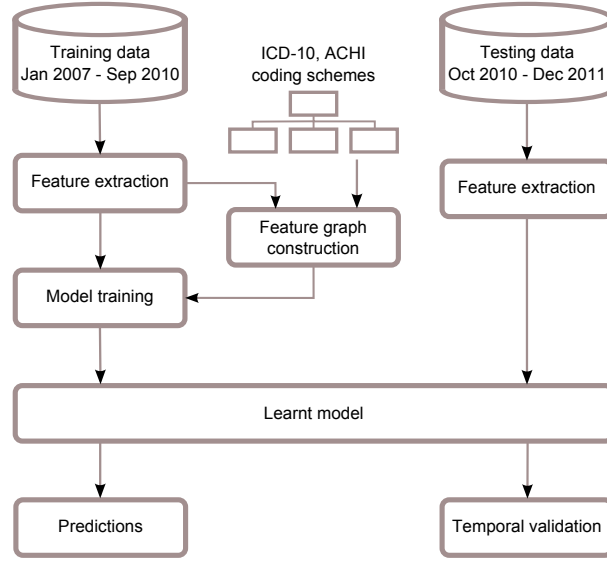 Training data
Jan 2007 - Sep 2010
ICD-10, ACHI
coding schemes
Testing data
Oct 2010 - Dec 2011
Feature extraction
Feature extraction
Feature graph
construction
Model training
Learnt model
Predictions
Temporal validation